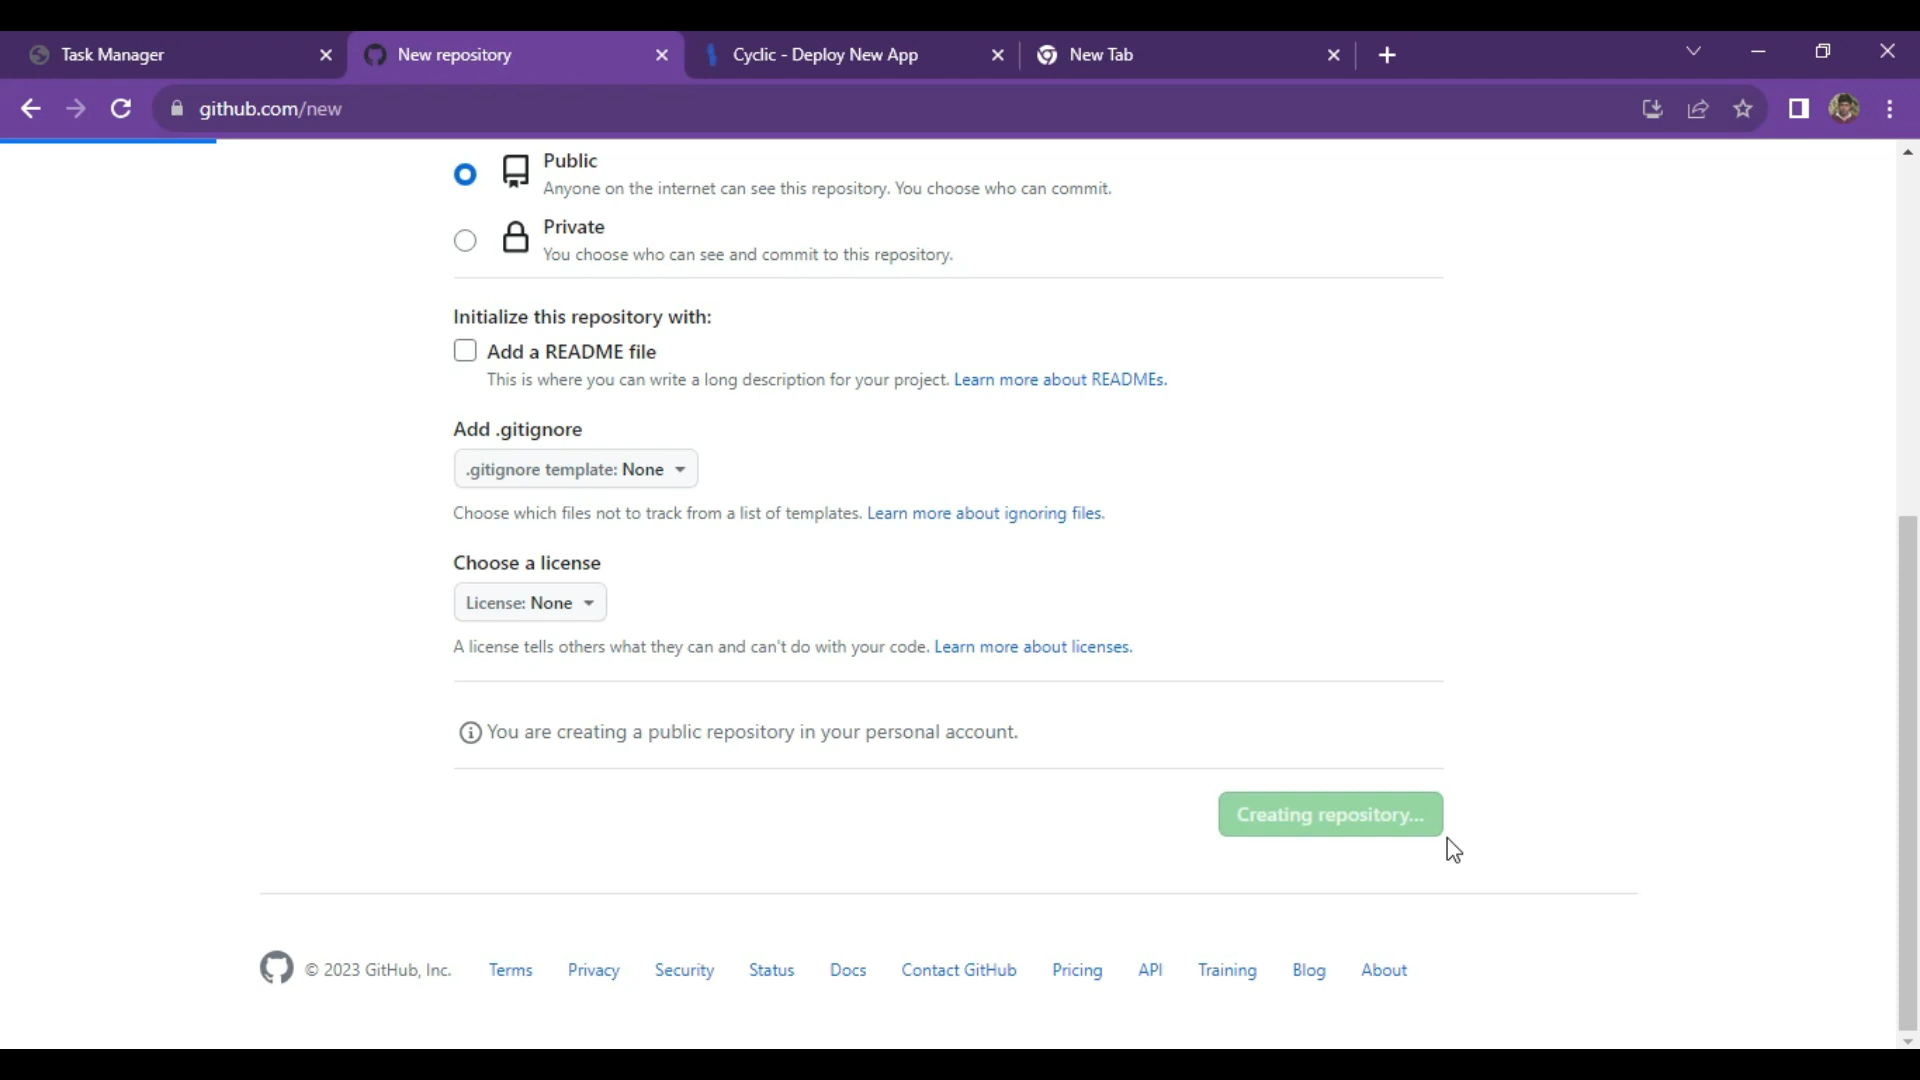 Task Manager
New repository
Cyclic - Deploy New App
New Tab
github.com/new
Public
Anyone on the internet can see this repository. You choose who can commit.
Private
You choose who can see and commit to this repository.
Initialize this repository with:
Add a README file
This is where you can write a long description for your project. Learn more about READMEs.
Add .gitignore
.gitignore template: None
Choose which files not to track from a list of templates. Learn more about ignoring files.
Choose a license
License: None
A license tells others what they can and can't do with your code. Learn more about licenses.
You are creating a public repository in your personal account.
Creating repository...
© 2023 GitHub, Inc. Terms Privacy Security Status Docs Contact GitHub Pricing API Training Blog About